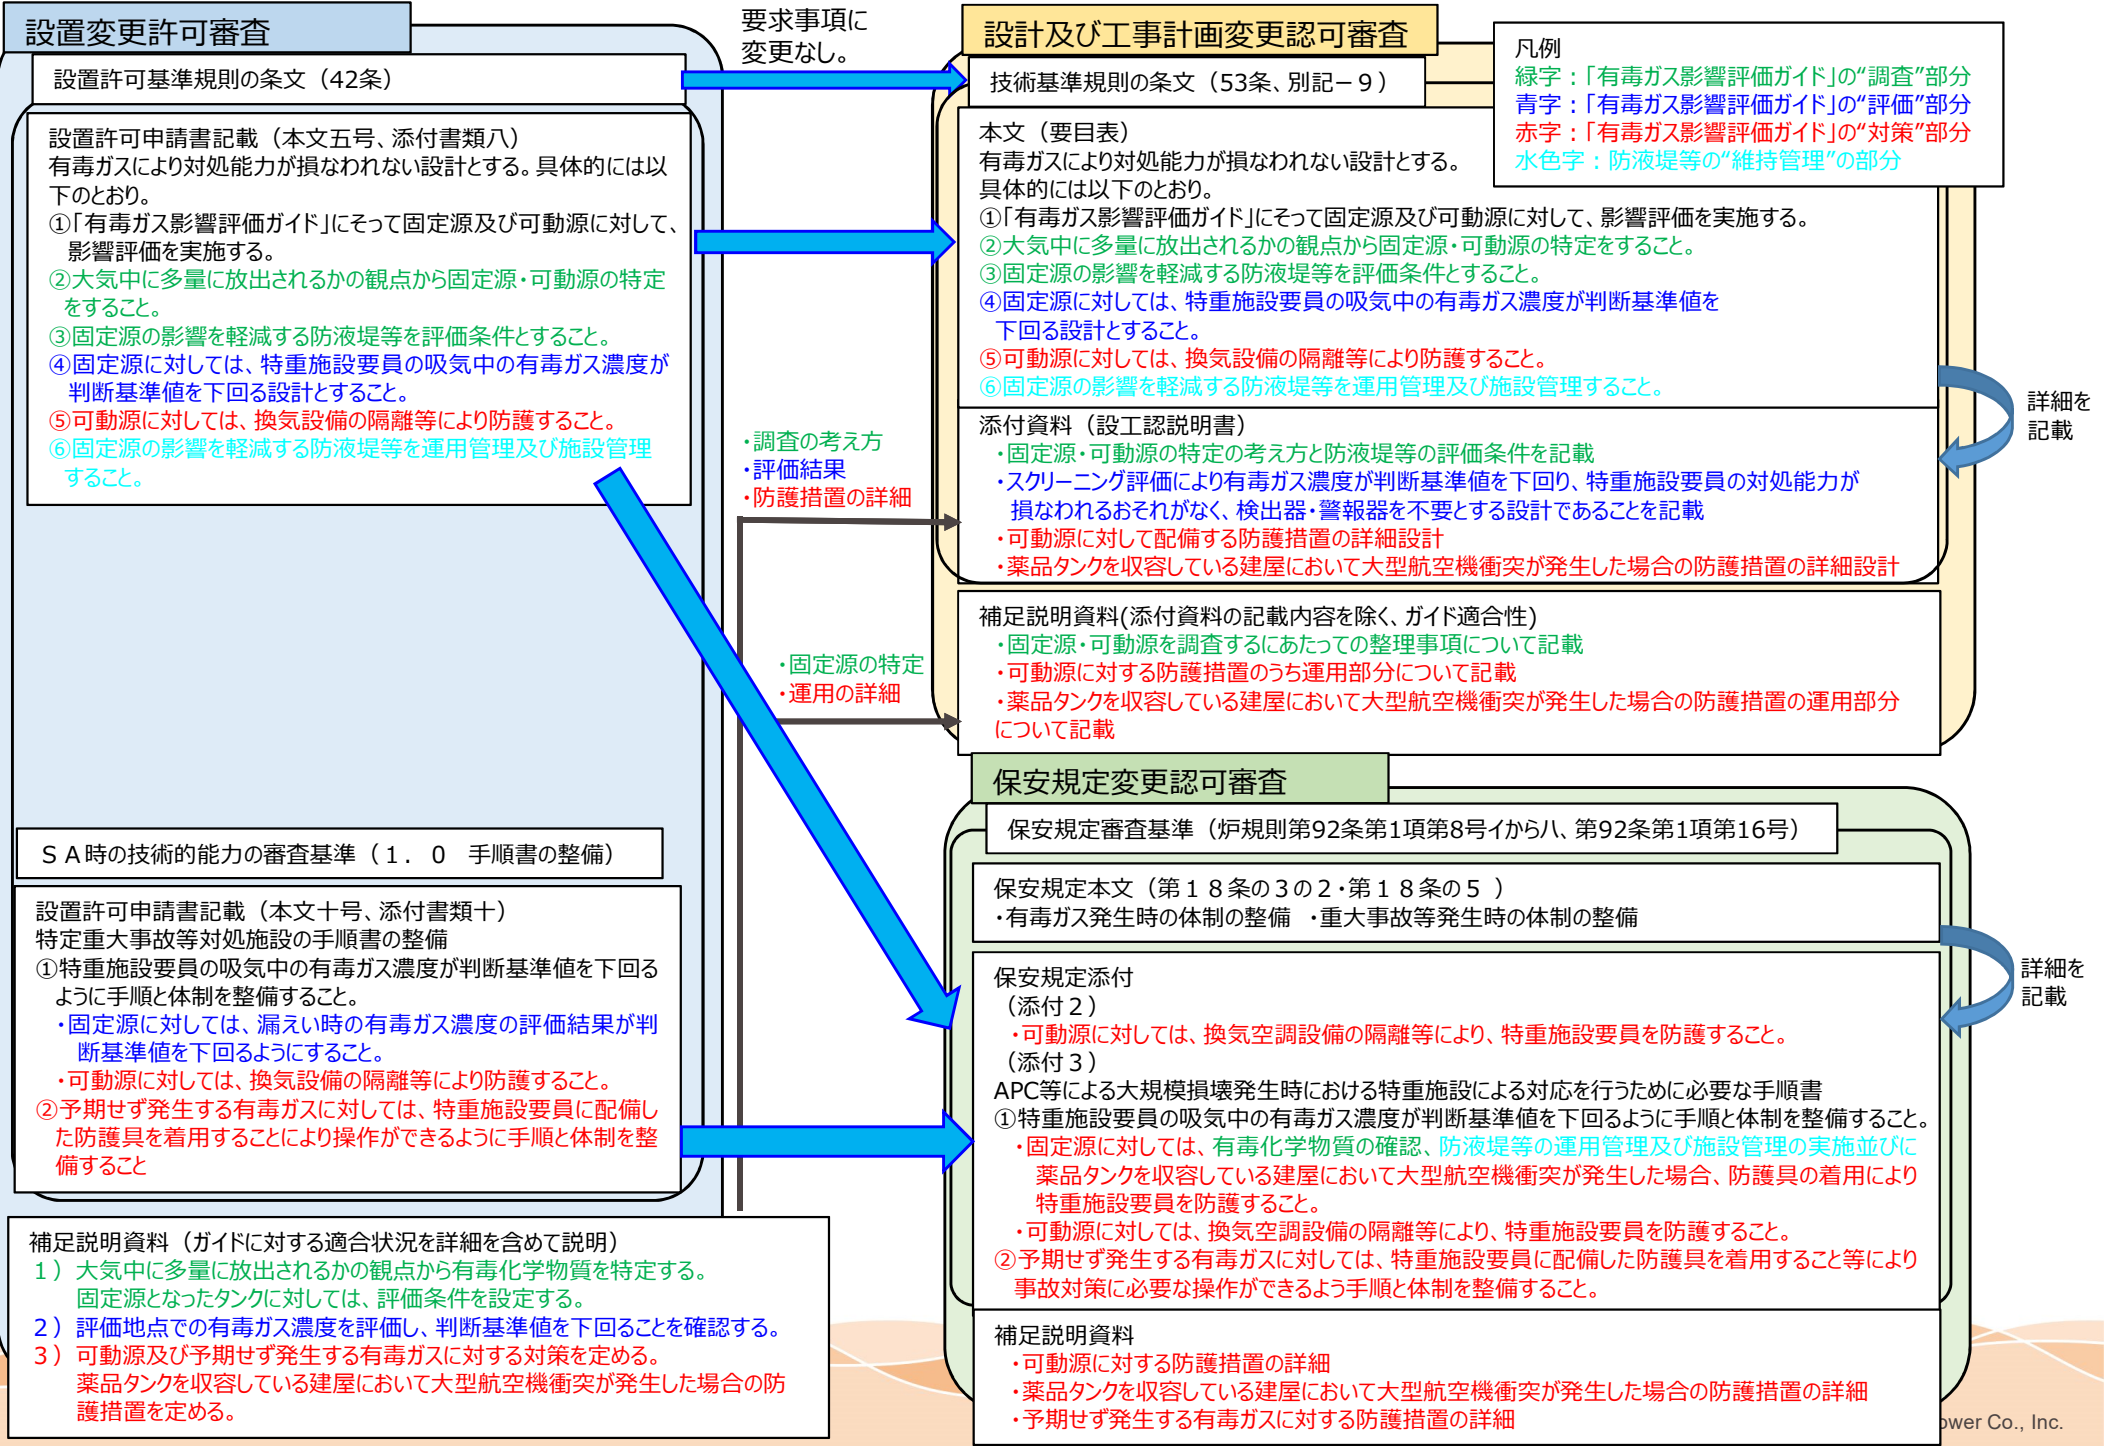 設置変更許可審査
設置許可基準規則の条文（42条）
設置許可申請書記載（本文五号、添付書類八）
有毒ガスにより対処能力が損なわれない設計とする。具体的には以
下のとおり。
①「有毒ガス影響評価ガイド」にそって固定源及び可動源に対して、
影響評価を実施する。
②大気中に多量に放出されるかの観点から固定源・可動源の特定
をすること。
③固定源の影響を軽減する防液堤等を評価条件とすること。
④固定源に対しては、特重施設要員の吸気中の有毒ガス濃度が
判断基準値を下回る設計とすること。
⑤可動源に対しては、換気設備の隔離等により防護すること。
⑥固定源の影響を軽減する防液堤等を運用管理及び施設管理
すること。
ＳＡ時の技術的能力の審査基準（１．０　手順書の整備）
設置許可申請書記載（本文十号、添付書類十）
特定重大事故等対処施設の手順書の整備
①特重施設要員の吸気中の有毒ガス濃度が判断基準値を下回る
ように手順と体制を整備すること。
・固定源に対しては、漏えい時の有毒ガス濃度の評価結果が判
断基準値を下回るようにすること。
・可動源に対しては、換気設備の隔離等により防護すること。
②予期せず発生する有毒ガスに対しては、特重施設要員に配備し
た防護具を着用することにより操作ができるように手順と体制を整
備すること
補足説明資料（ガイドに対する適合状況を詳細を含めて説明）
１）大気中に多量に放出されるかの観点から有毒化学物質を特定する。
固定源となったタンクに対しては、評価条件を設定する。
２）評価地点での有毒ガス濃度を評価し、判断基準値を下回ることを確認する。
３）可動源及び予期せず発生する有毒ガスに対する対策を定める。
薬品タンクを収容している建屋において大型航空機衝突が発生した場合の防
護措置を定める。
要求事項に
変更なし。
・調査の考え方
・評価結果
・防護措置の詳細
・固定源の特定
・運用の詳細
設計及び工事計画変更認可審査
技術基準規則の条文（53条、別記－９）
凡例
緑字：「有毒ガス影響評価ガイド」の“調査”部分
青字：「有毒ガス影響評価ガイド」の“評価”部分
赤字：「有毒ガス影響評価ガイド」の“対策”部分
水色字：防液堤等の“維持管理”の部分
本文（要目表）
有毒ガスにより対処能力が損なわれない設計とする。
具体的には以下のとおり。
①「有毒ガス影響評価ガイド」にそって固定源及び可動源に対して、影響評価を実施する。
②大気中に多量に放出されるかの観点から固定源・可動源の特定をすること。
③固定源の影響を軽減する防液堤等を評価条件とすること。
④固定源に対しては、特重施設要員の吸気中の有毒ガス濃度が判断基準値を
下回る設計とすること。
⑤可動源に対しては、換気設備の隔離等により防護すること。
⑥固定源の影響を軽減する防液堤等を運用管理及び施設管理すること。
詳細を
記載
添付資料（設工認説明書）
・固定源・可動源の特定の考え方と防液堤等の評価条件を記載
・スクリーニング評価により有毒ガス濃度が判断基準値を下回り、特重施設要員の対処能力が
損なわれるおそれがなく、検出器・警報器を不要とする設計であることを記載
・可動源に対して配備する防護措置の詳細設計
・薬品タンクを収容している建屋において大型航空機衝突が発生した場合の防護措置の詳細設計
補足説明資料(添付資料の記載内容を除く、ガイド適合性)
・固定源・可動源を調査するにあたっての整理事項について記載
・可動源に対する防護措置のうち運用部分について記載
・薬品タンクを収容している建屋において大型航空機衝突が発生した場合の防護措置の運用部分
について記載
保安規定変更認可審査
保安規定審査基準（炉規則第92条第1項第8号イからハ、第92条第1項第16号）
保安規定本文（第１８条の３の２・第１８条の５ ）
・有毒ガス発生時の体制の整備 ・重大事故等発生時の体制の整備
詳細を
記載
保安規定添付
（添付２）
・可動源に対しては、換気空調設備の隔離等により、特重施設要員を防護すること。
（添付３）
APC等による大規模損壊発生時における特重施設による対応を行うために必要な手順書
①特重施設要員の吸気中の有毒ガス濃度が判断基準値を下回るように手順と体制を整備すること。
・固定源に対しては、有毒化学物質の確認、防液堤等の運用管理及び施設管理の実施並びに
薬品タンクを収容している建屋において大型航空機衝突が発生した場合、防護具の着用により
特重施設要員を防護すること。
・可動源に対しては、換気空調設備の隔離等により、特重施設要員を防護すること。
②予期せず発生する有毒ガスに対しては、特重施設要員に配備した防護具を着用すること等により
事故対策に必要な操作ができるよう手順と体制を整備すること。
補足説明資料
・可動源に対する防護措置の詳細
・薬品タンクを収容している建屋において大型航空機衝突が発生した場合の防護措置の詳細
・予期せず発生する有毒ガスに対する防護措置の詳細
Co., Inc.